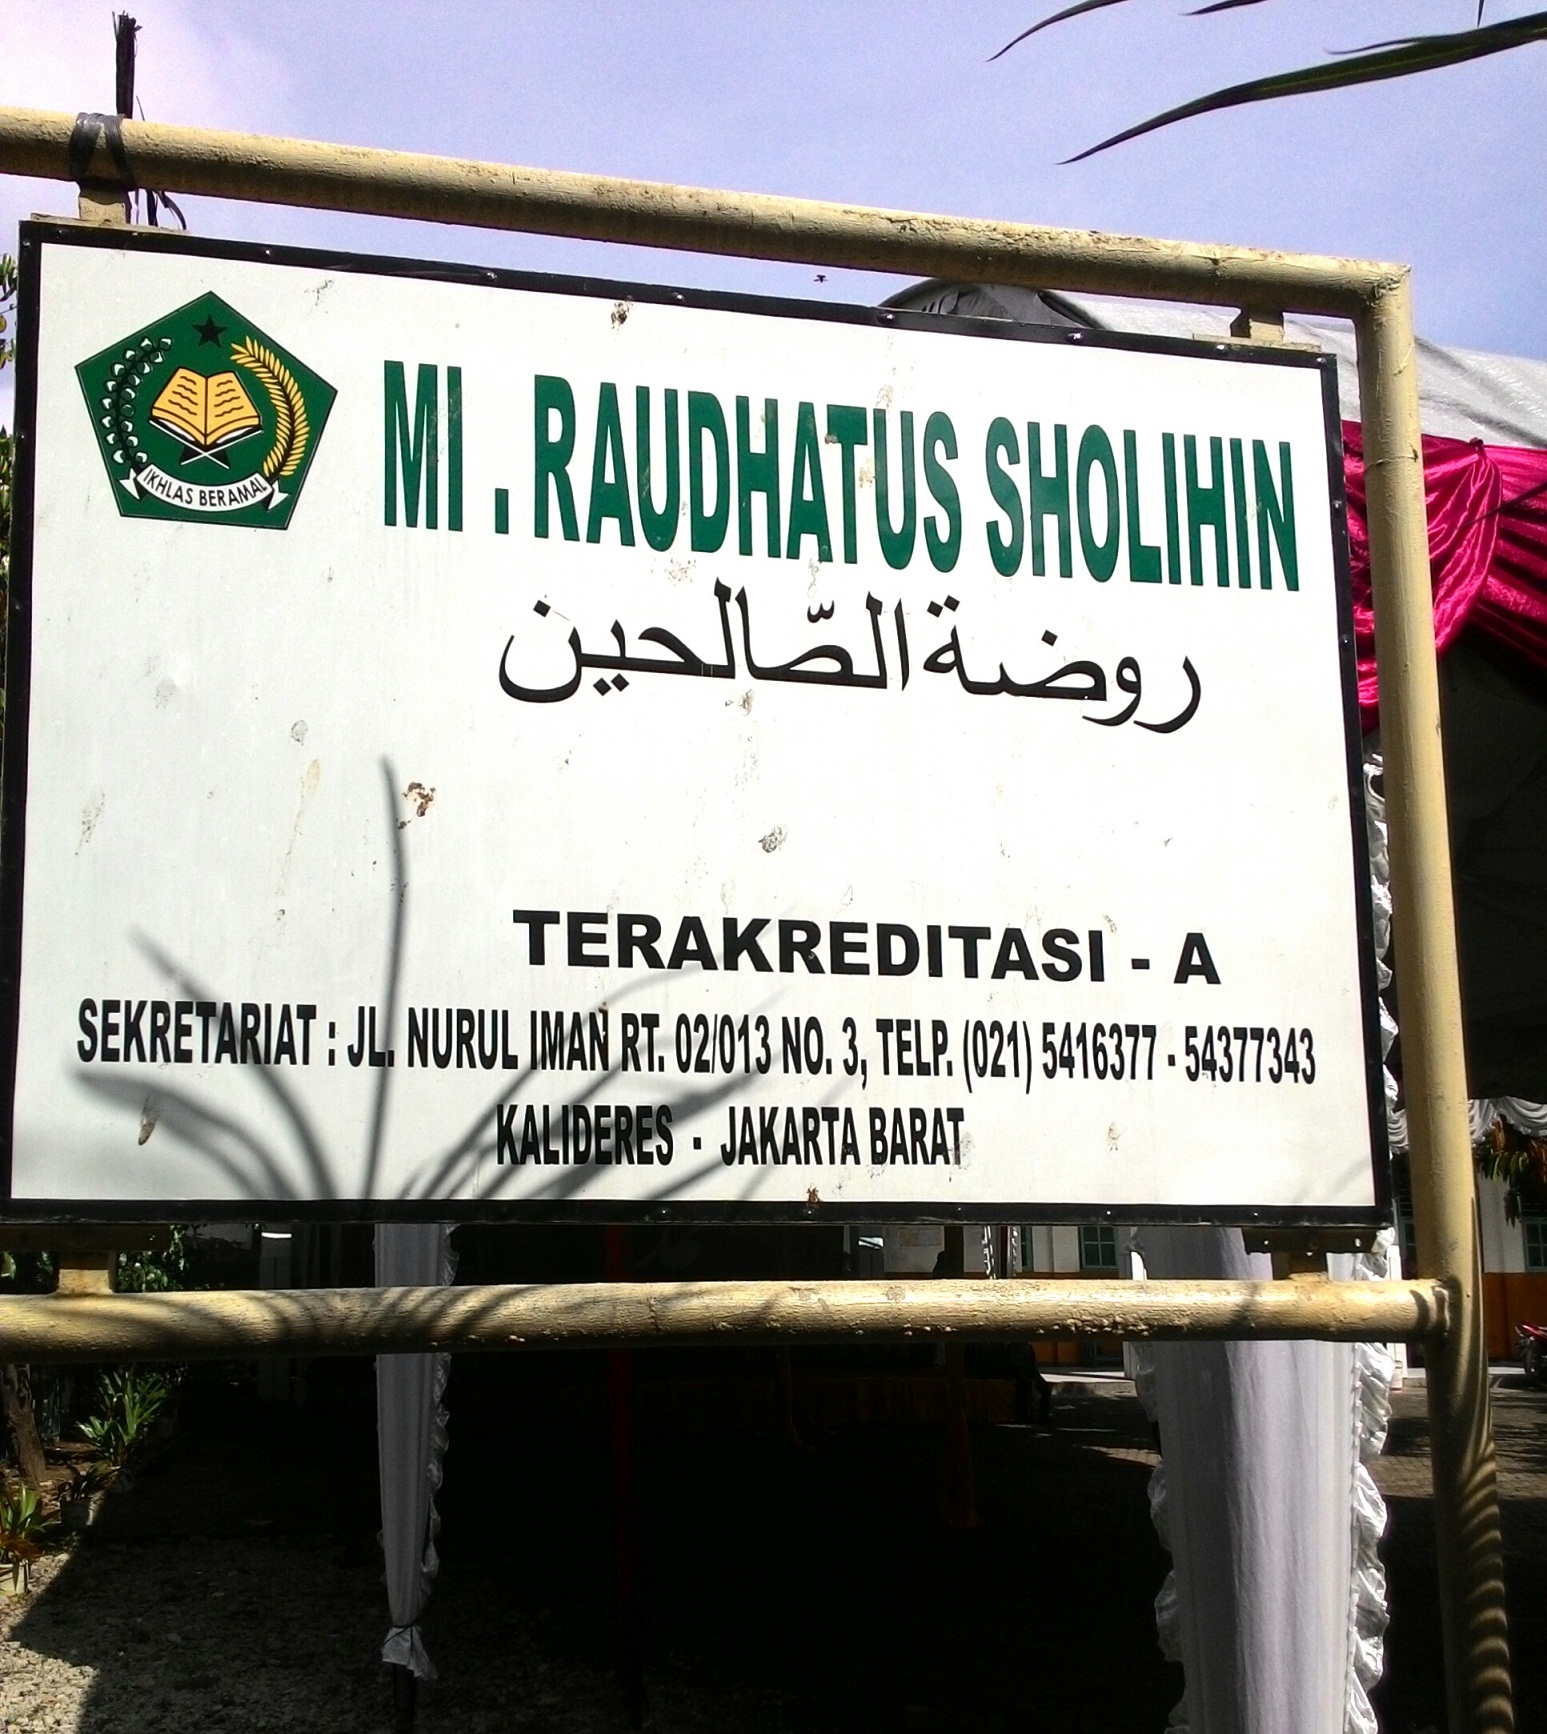 IKHLAS BERAMAL
MI . RAUDHATUS SHOLIHIN
روضة الصّالحين
TERAKREDITASI - A
SEKRETARIAT : JL. NURUL IMAN RT. 02/013 NO. 3, TELP. (021) 5416377 - 54377343
KALIDERES - JAKARTA BARAT